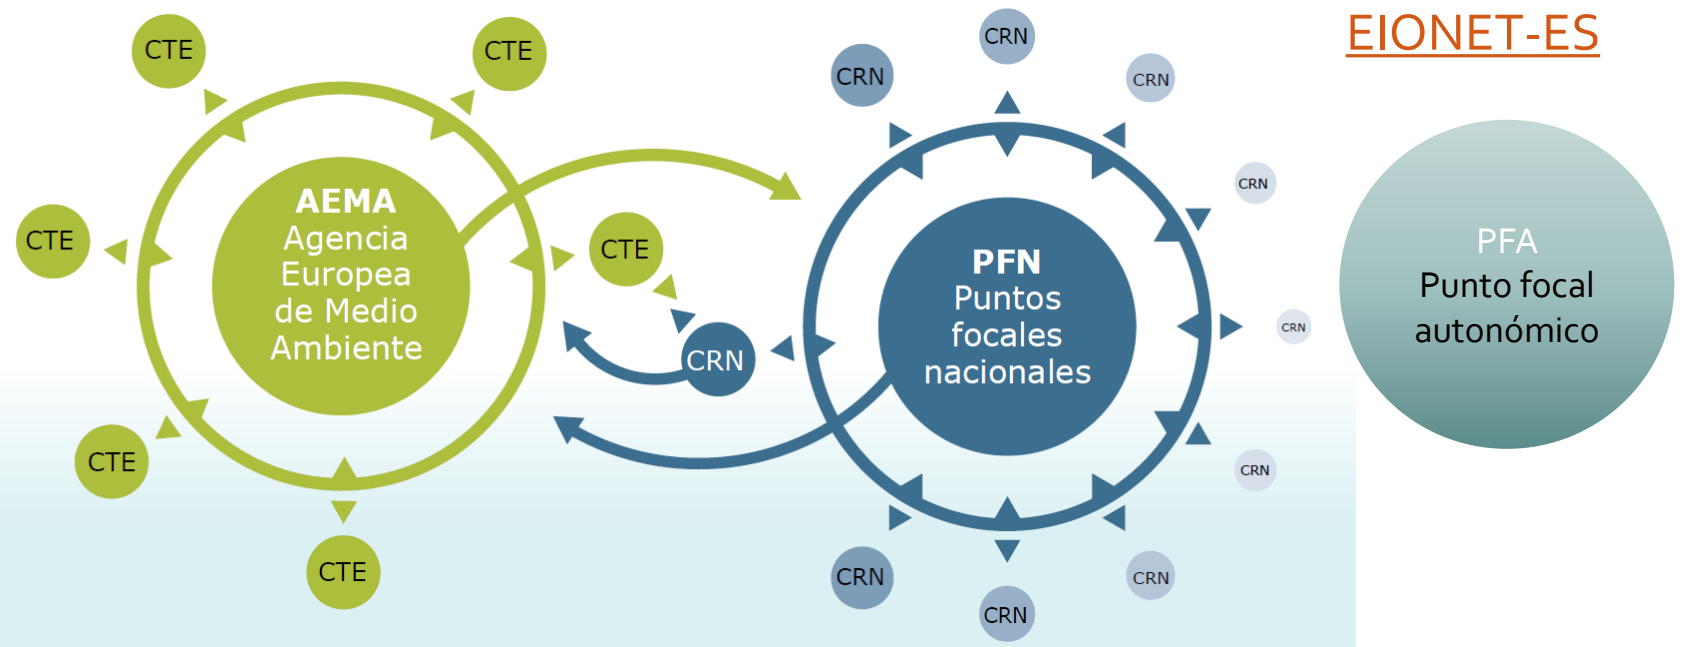 EIONET-ES
CTE
CTE
CTE
CTE
CTE
CTE
AEMA
Agencia
Europea
de Medio
Ambiente
CRN
CRN
CRN
CRN
CRN
CRN
CRN
CRN
CRN
CRN
PFN
Puntos
focales
nacionales
PFA
Punto focal
autonómico